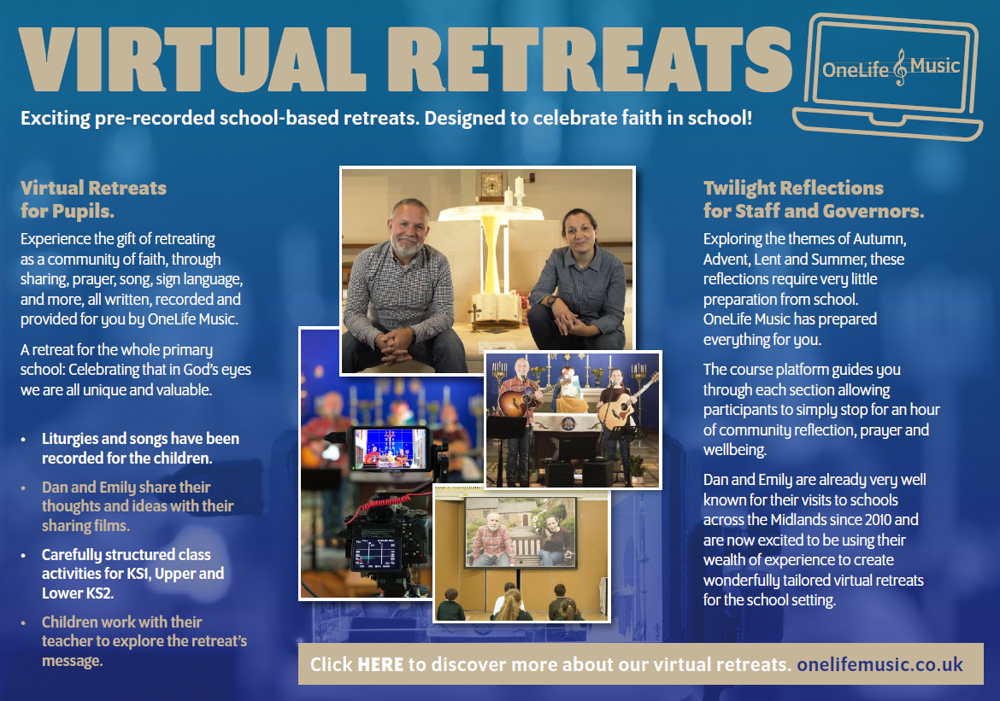 VIRTUAL RETREATS
OneLife Music
Exciting pre-recorded school-based retreats. Designed to celebrate faith in school!
Virtual Retreats
for Pupils.
Experience the gift of retreating
as a community of faith, through
sharing, prayer, song, sign language,
and more, all written, recorded and
provided for you by OneLife Music.
A retreat for the whole primary
school: Celebrating that in God's eyes
we are all unique and valuable.
• Liturgies and songs have been
recorded for the children.
• Dan and Emily share their
thoughts and ideas with their
sharing films.
• Carefully structured class
activities for KS1, Upper and
Lower KS2.
• Children work with their
teacher to explore the retreat's
message.
Twilight Reflections
for Staff and Governors.
Exploring the themes of Autumn,
Advent, Lent and Summer, these
reflections require very little
preparation from school.
OneLife Music has prepared
everything for you.
The course platform guides you
through each section allowing
participants to simply stop for an hour
of community reflection, prayer and
wellbeing.
Dan and Emily are already very well
known for their visits to schools
across the Midlands since 2010 and
are now excited to be using their
wealth of experience to create
wonderfully tailored virtual retreats
for the school setting.
Click HERE to discover more about our virtual retreats. onelifemusic.co.uk